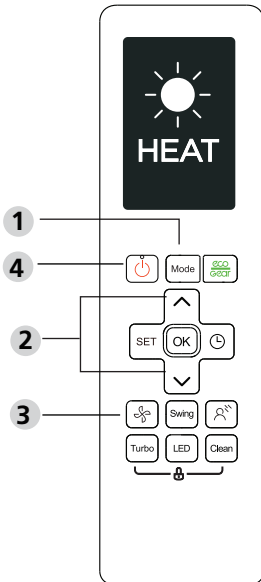 HEAT
1
4
Mode
eco
GEAr
2
SET
OK
3
Swing
Turbo
LED
Clean